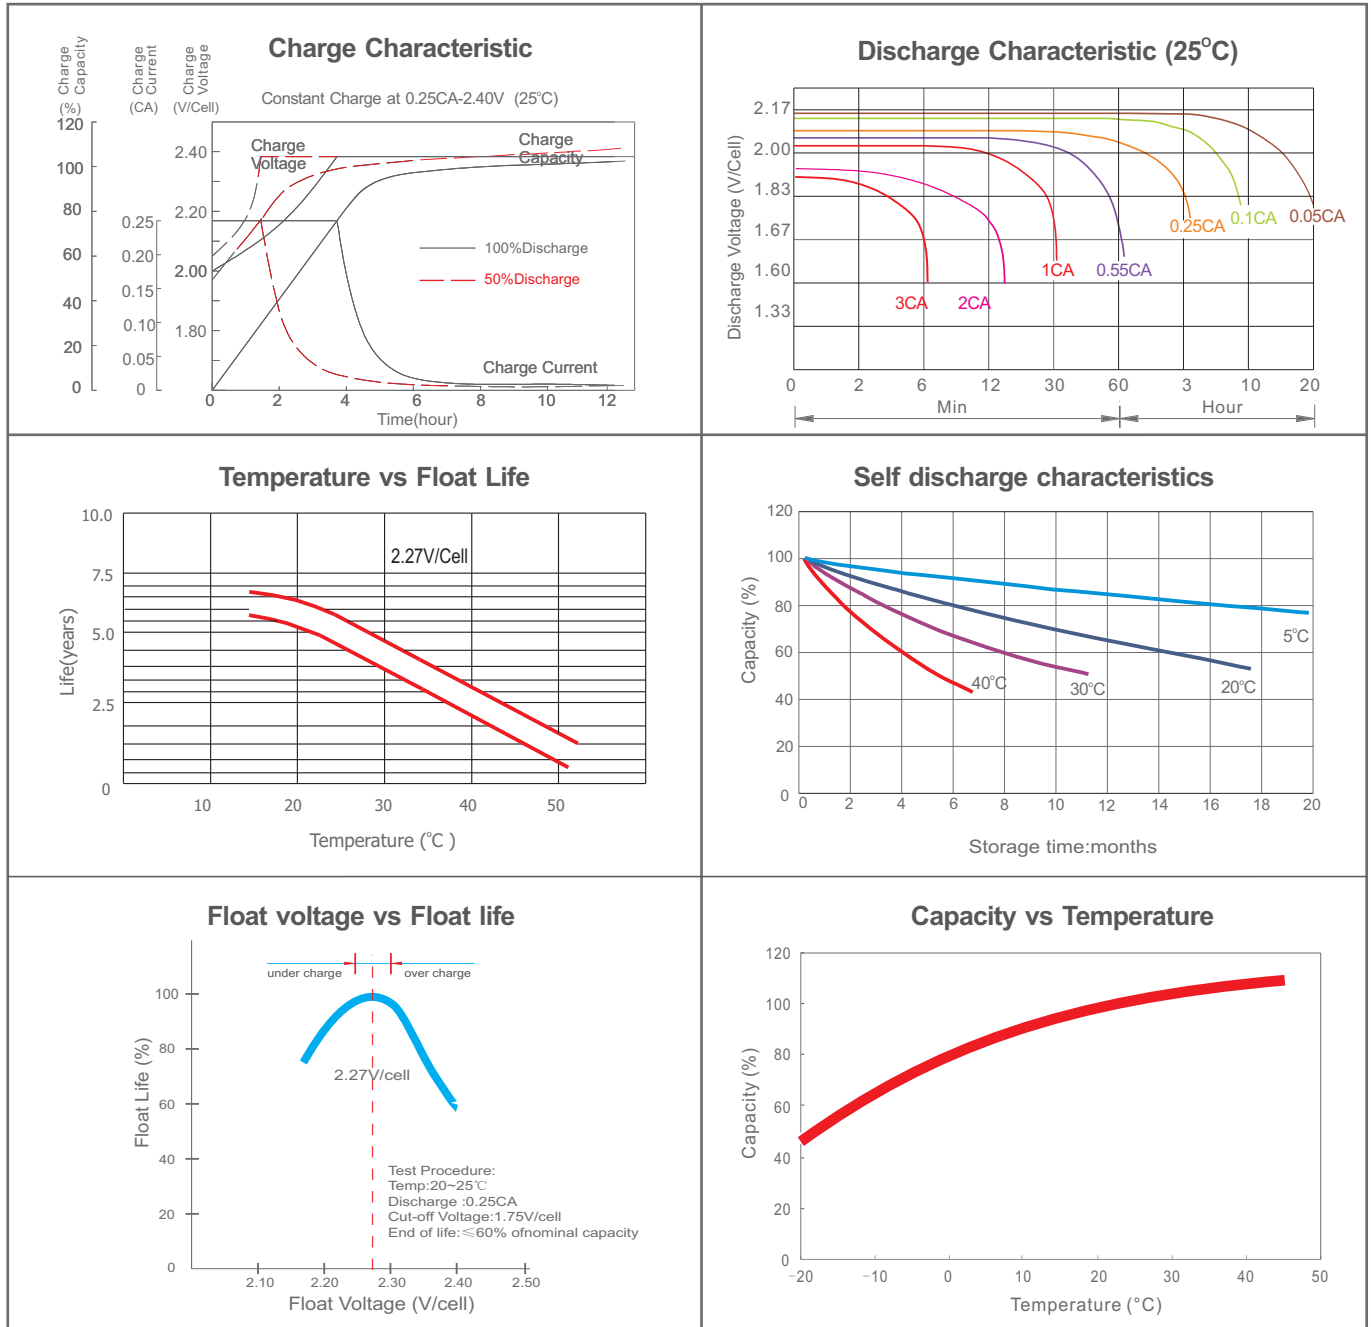 Charge Characteristic
Charge
Capacity
(%)
Charge
Current
(CA)
Charge
Voltage
(V/Cell)
Constant Charge at 0.25CA-2.40V (25°C)
120
100
80
60
40
20
0
0.25
0.20
0.15
0.10
0.05
0
2.40
2.20
2.00
1.80
Charge
Voltage
Charge
Capacity
100%Discharge
50%Discharge
Charge Current
0 2 4 6 8 10 12
Time(hour)
Discharge Characteristic (25°C)
Discharge Voltage (V/Cell)
2.17
2.00
1.83
1.67
1.60
1.33
3CA
2CA
1CA
0.55CA
0.25CA
0.1CA
0.05CA
0 2 6 12 30 60 3 10 20
Min Hour
Temperature vs Float Life
Life(years)
10.0
7.5
5.0
2.5
0
2.27V/Cell
10 20 30 40 50
Temperature (°C )
Self discharge characteristics
Capacity (%)
120
100
80
60
40
20
0
5°C
20°C
30°C
40°C
0 2 4 6 8 10 12 14 16 18 20
Storage time:months
Float voltage vs Float life
under charge over charge
Float Life (%)
100
80
60
40
20
0
2.27V/cell
Test Procedure:
Temp:20~25℃
Discharge :0.25CA
Cut-off Voltage:1.75V/cell
End of life:≤60% ofnominal capacity
2.10 2.20 2.30 2.40 2.50
Float Voltage (V/cell)
Capacity vs Temperature
Capacity (%)
120
100
80
60
40
20
0
−20 −10 0 10 20 30 40 50
Temperature (°C)